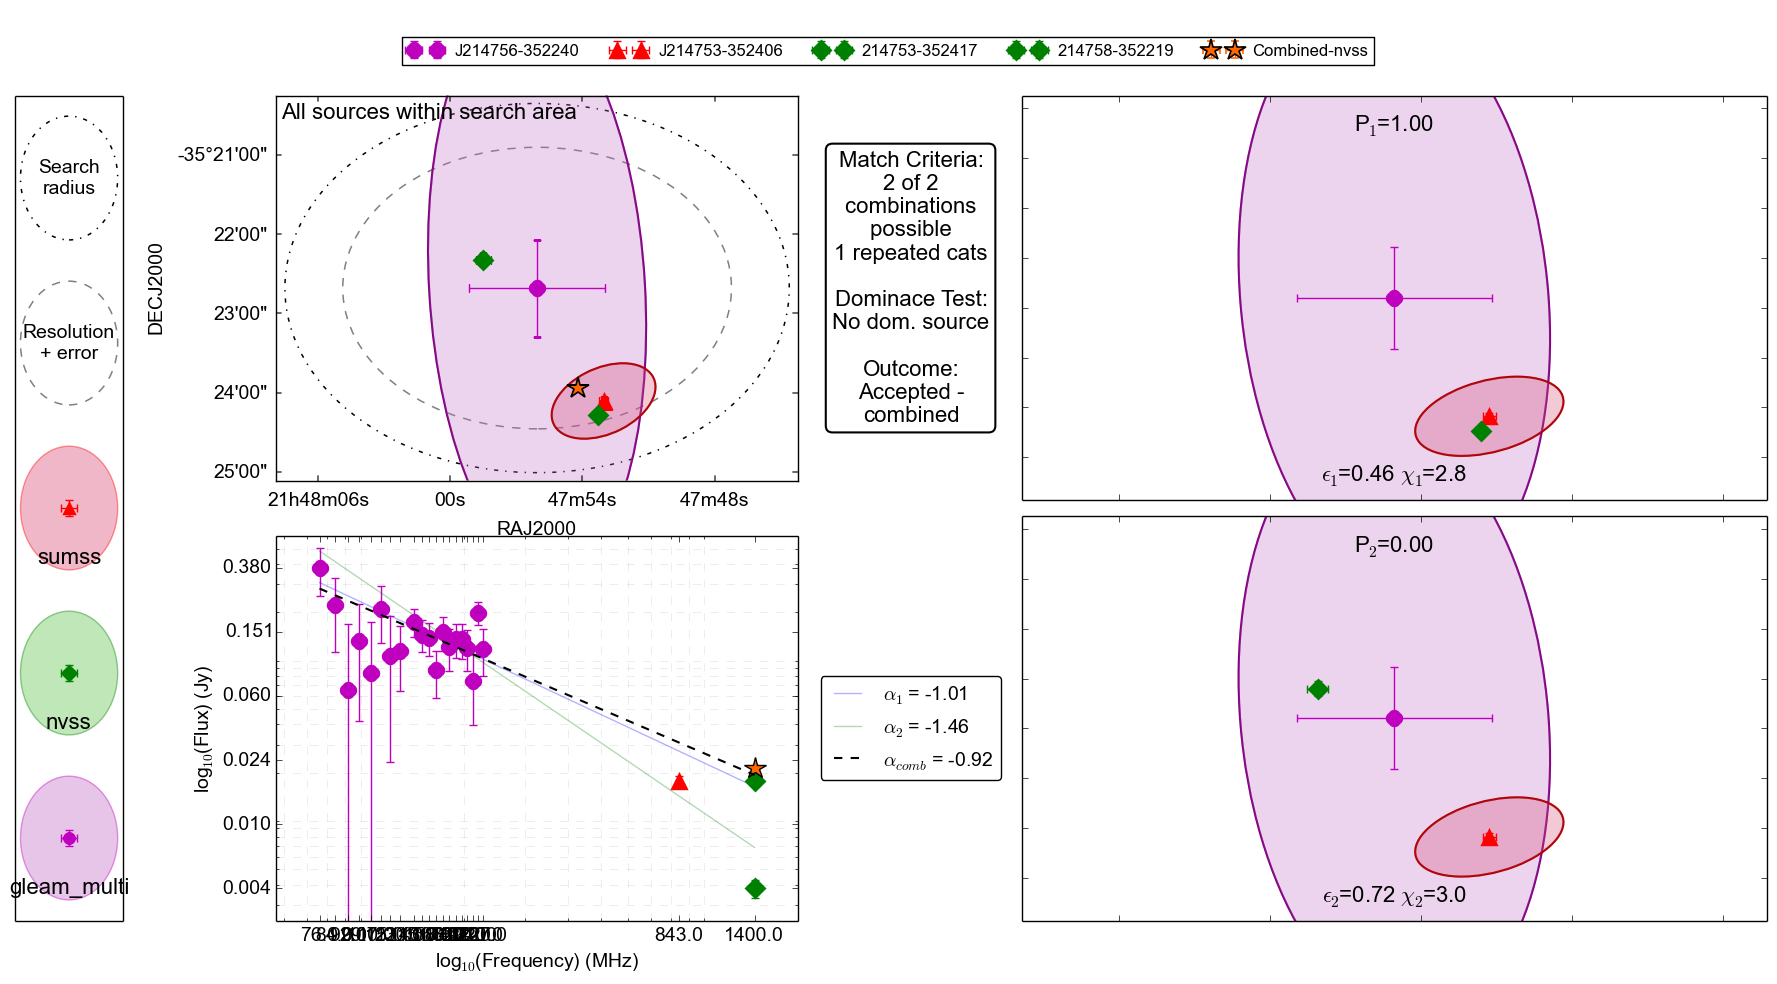 J214756-352240 J214753-352406 214753-352417 214758-352219 Combined-nvss
Search
radius
Resolution
+ error
sumss
nvss
gleam_multi
All sources within search area
DECJ2000
-35°21'00"
22'00"
23'00"
24'00"
25'00"
21h48m06s 00s 47m54s 47m48s
RAJ2000
Match Criteria:
2 of 2
combinations
possible
1 repeated cats
Dominace Test:
No dom. source
Outcome:
Accepted -
combined
P₁=1.00
ϵ₁=0.46 χ₁=2.8
P₂=0.00
ϵ₂=0.72 χ₂=3.0
log₁₀(Flux) (Jy)
0.380
0.151
0.060
0.024
0.010
0.004
843.0 1400.0
log₁₀(Frequency) (MHz)
α₁ = -1.01
α₂ = -1.46
α_comb = -0.92